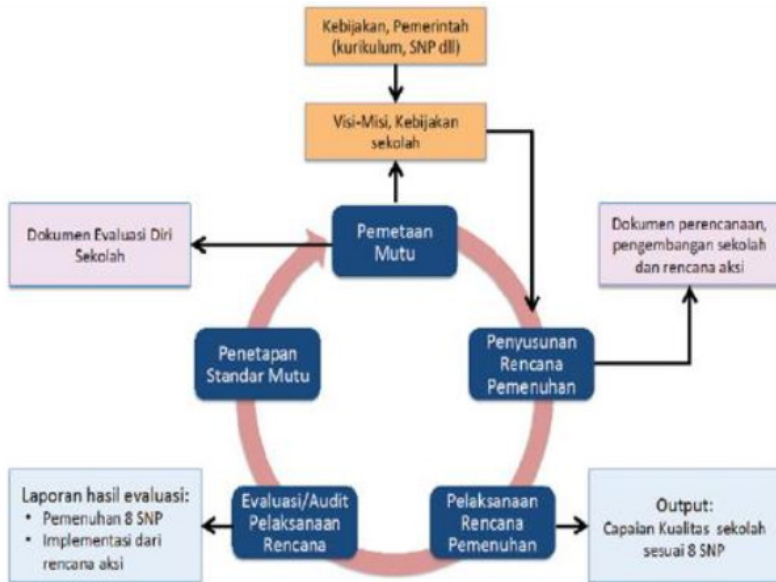 Kebijakan, Pemerintah
(kurikulum, SNP dll)
Visi-Misi, Kebijakan
sekolah
Pemetaan
Mutu
Dokumen Evaluasi Diri
Sekolah
Dokumen perencanaan,
pengembangan sekolah
dan rencana aksi
Penetapan
Standar Mutu
Penyusunan
Rencana
Pemenuhan
Laporan hasil evaluasi:
• Pemenuhan 8 SNP
• Implementasi dari
rencana aksi
Evaluasi/Audit
Pelaksanaan
Rencana
Pelaksanaan
Rencana
Pemenuhan
Output:
Capaian Kualitas sekolah
sesuai 8 SNP